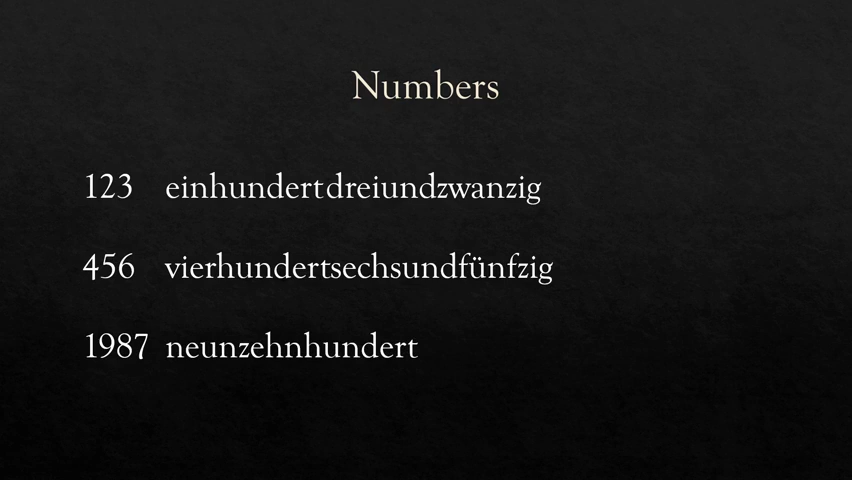 Numbers
123 einhundertdreiundzwanzig
456 vierhundertsechsundfünfzig
1987 neunzehnhundert